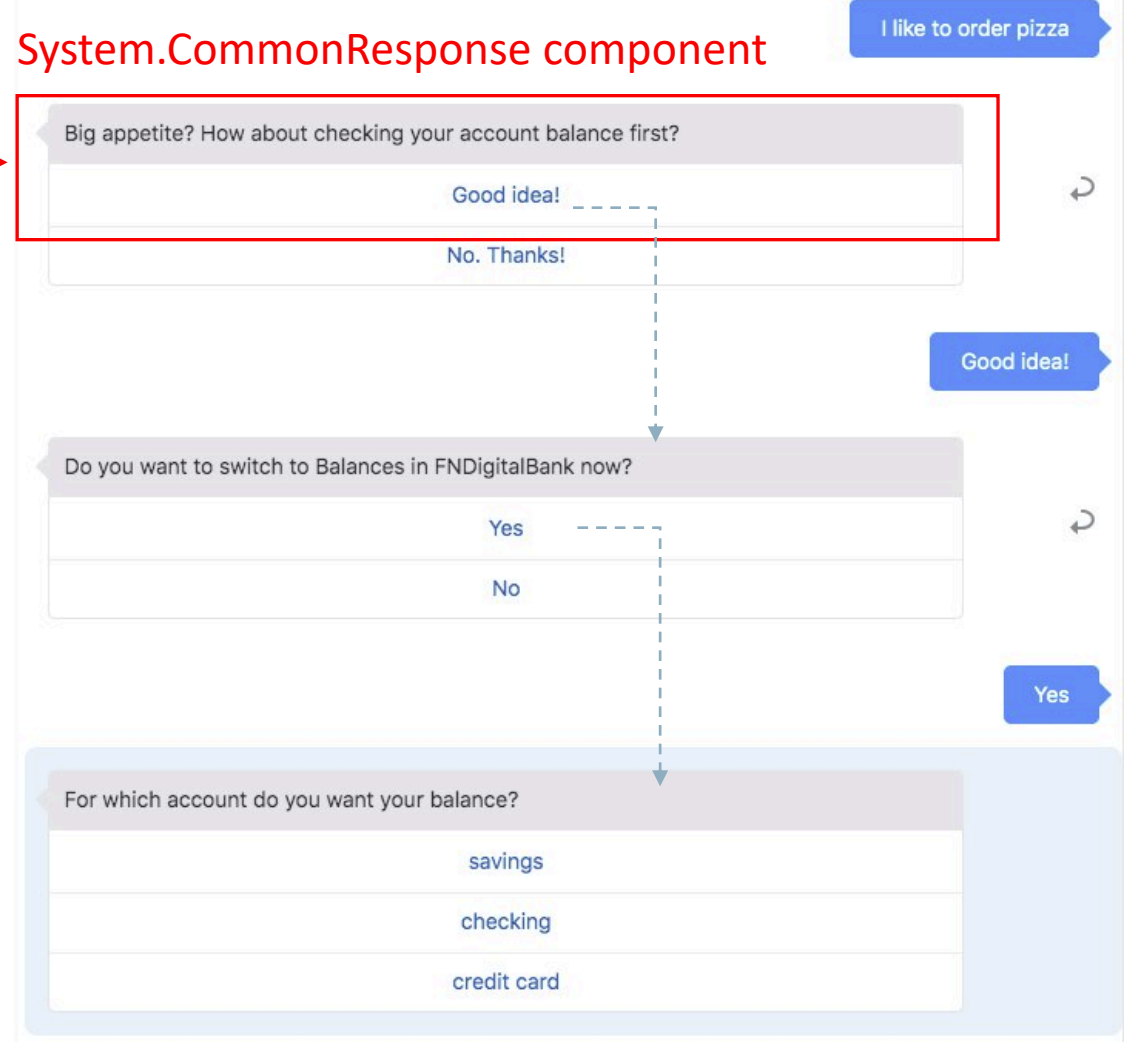 I like to order pizza
System.CommonResponse component
Big appetite? How about checking your account balance first?
Good idea!
No. Thanks!
Good idea!
Do you want to switch to Balances in FNDigitalBank now?
Yes
No
Yes
For which account do you want your balance?
savings
checking
credit card